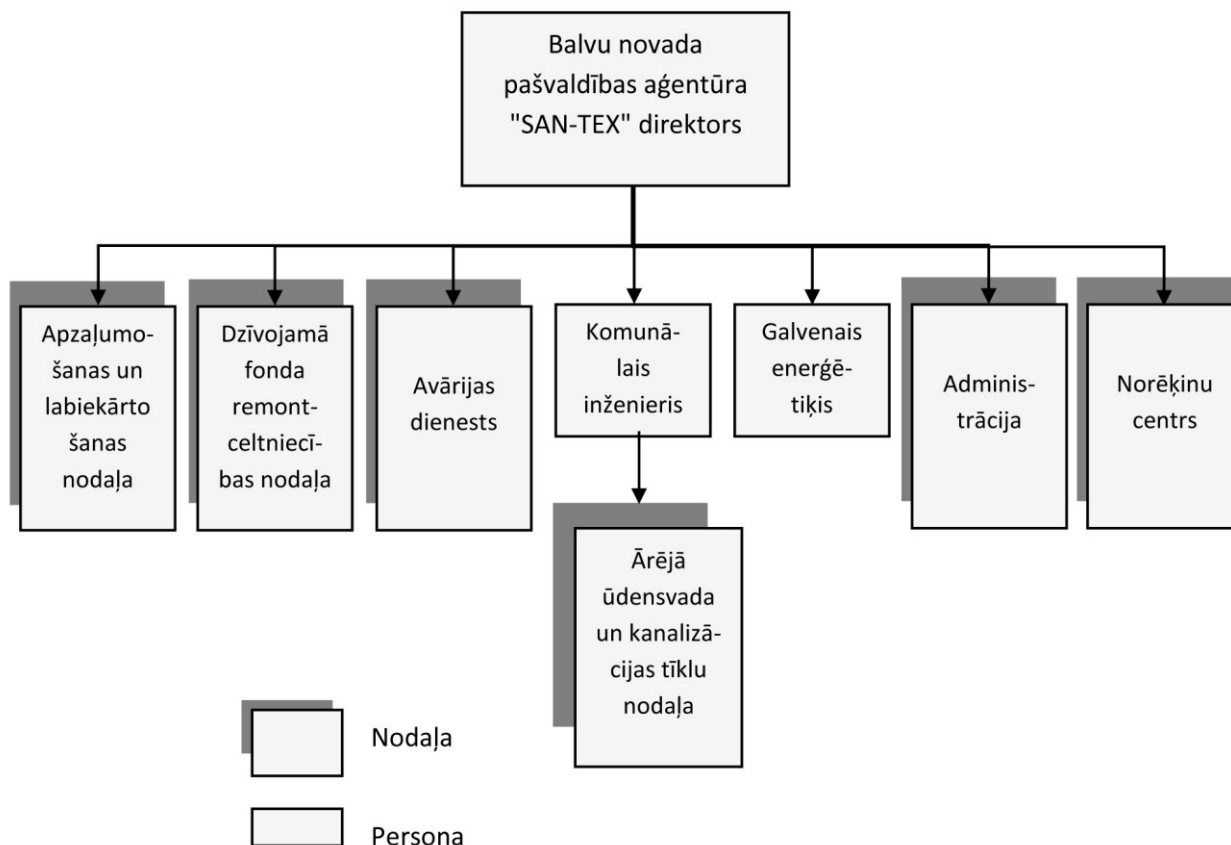 Balvu novada
pašvaldības aģentūra
"SAN-TEX" direktors
Apzaļumo-
šanas un
labiekārto
šanas
nodaļa
Dzīvojamā
fonda
remont-
celtniecī-
bas nodaļa
Avārijas
dienests
Komunā-
lais
inženieris
Galvenais
enerģē-
tiķis
Adminis-
trācija
Norēķinu
centrs
Ārējā
ūdensvada
un kanalizā-
cijas tīklu
nodaļa
Nodaļa
Persona